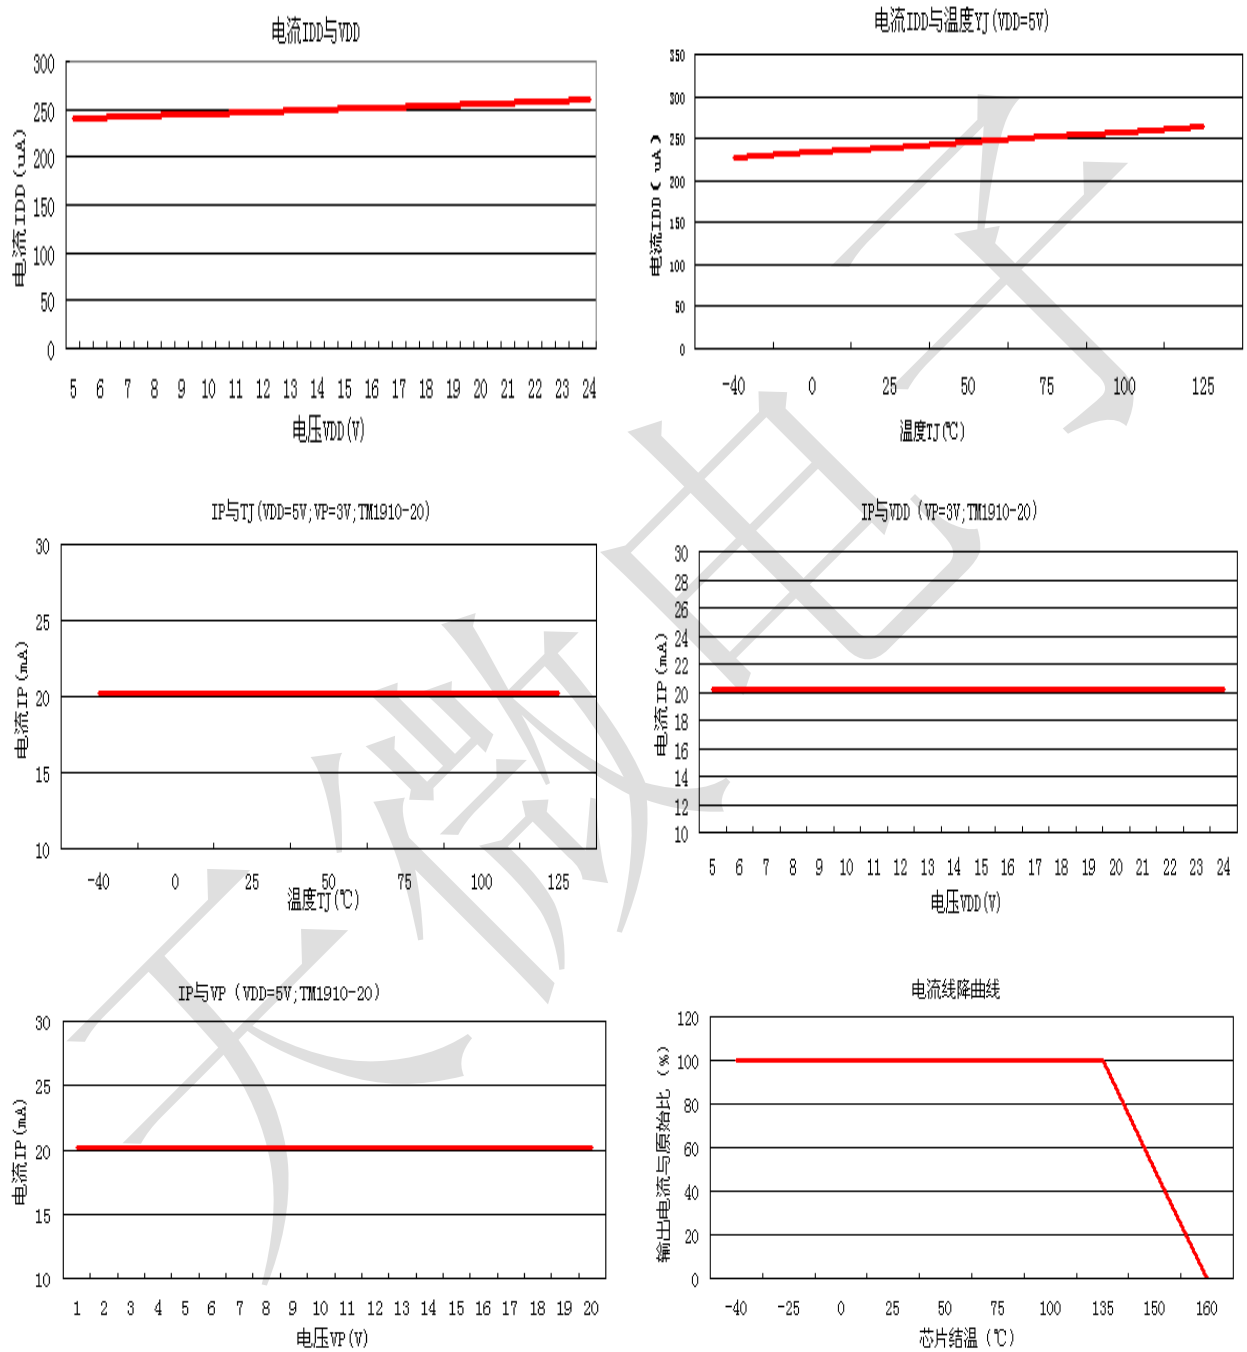 电流IDD与VDD
电流IDD(uA)
300
250
200
150
100
50
0
5 6 7 8 9 10 11 12 13 14 15 16 17 18 19 20 21 22 23 24
电压VDD(V)
电流IDD与温度YJ(VDD=5V)
电流IDD( uA)
350
300
250
200
150
100
50
0
-40 0 25 50 75 100 125
温度TJ(℃)
IP与TJ(VDD=5V;VP=3V;TM1910-20)
电流IP(mA)
30
25
20
15
10
-40 0 25 50 75 100 125
温度TJ(℃)
IP与VDD (VP=3V;TM1910-20)
电流IP(mA)
30
28
26
24
22
20
18
16
14
12
10
5 6 7 8 9 10 11 12 13 14 15 16 17 18 19 20 21 22 23 24
电压VDD(V)
IP与VP (VDD=5V;TM1910-20)
电流IP(mA)
30
25
20
15
10
1 2 3 4 5 6 7 8 9 10 11 12 13 14 15 16 17 18 19 20
电压VP(V)
电流线降曲线
输出电流与原始比 (%)
120
100
80
60
40
20
0
-40 -25 0 25 50 75 100 135 150 160
芯片结温 (℃)
天微电子